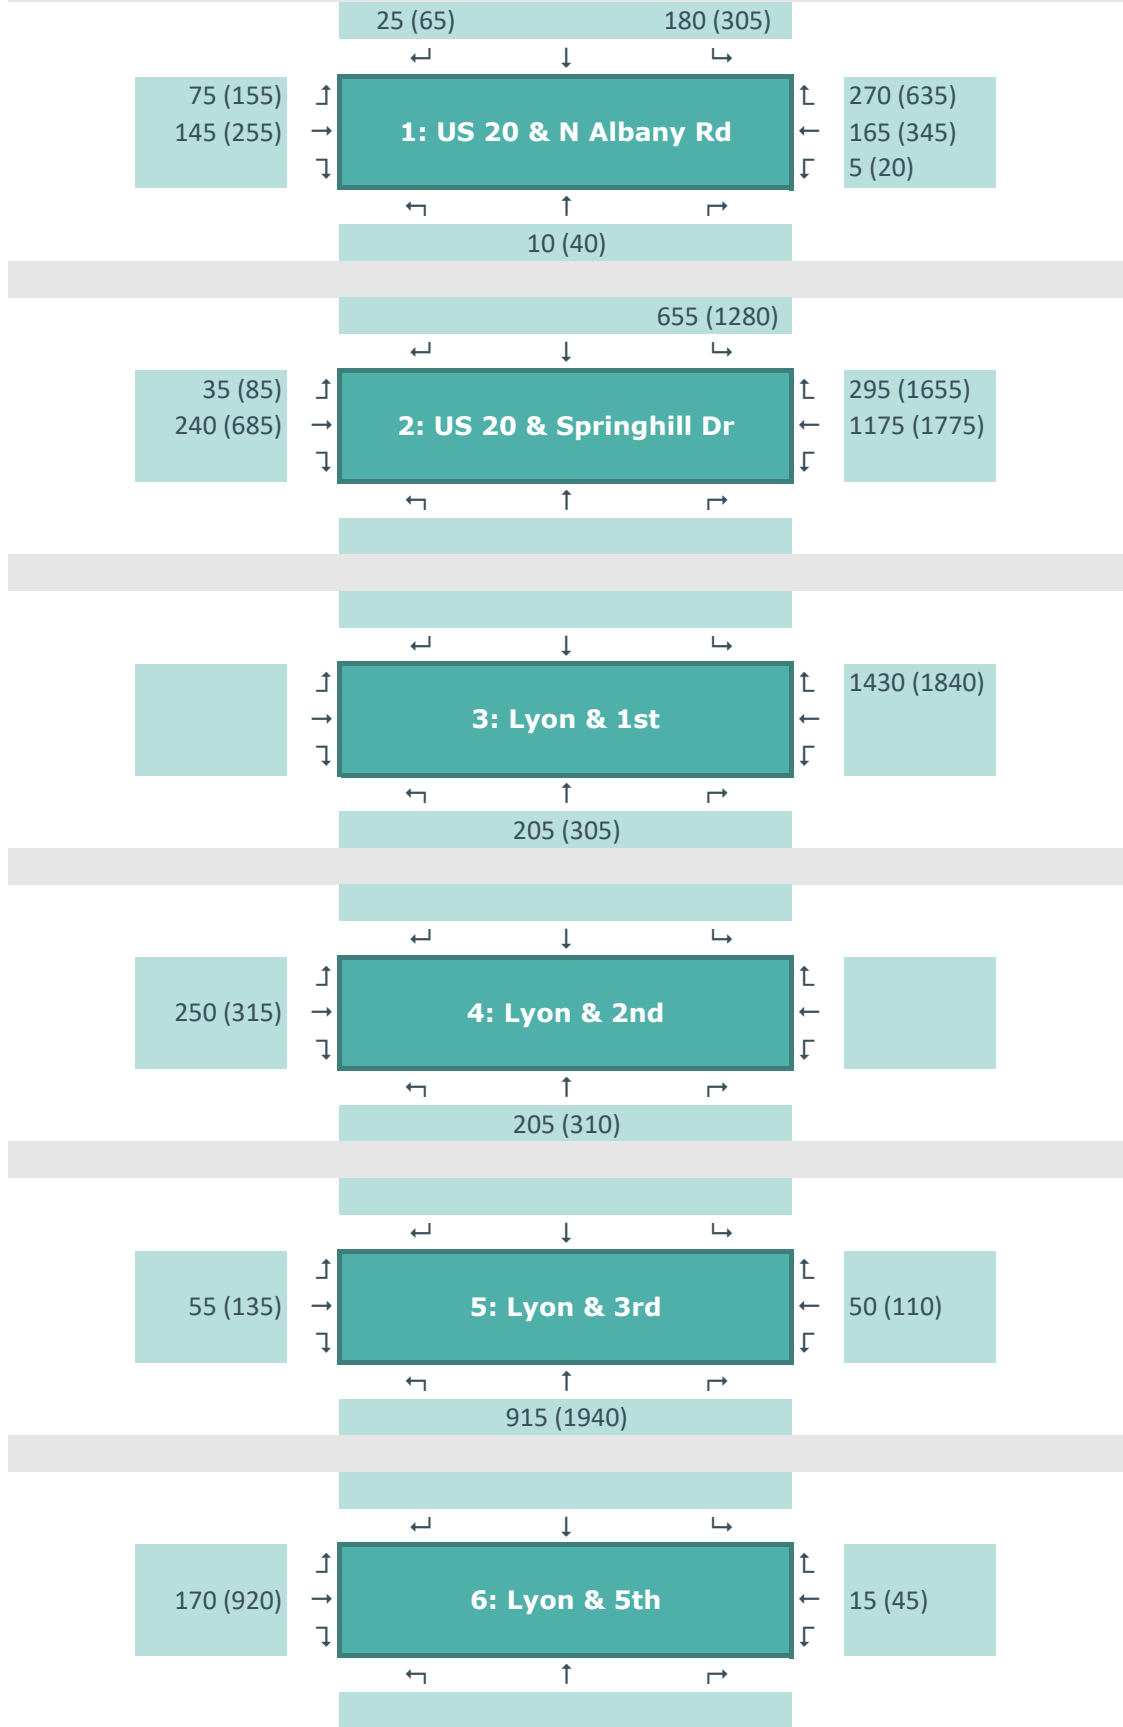 25 (65) 180 (305)
75 (155) 270 (635)
145 (255) 1: US 20 & N Albany Rd 165 (345)
5 (20)
10 (40)
655 (1280)
35 (85) 295 (1655)
240 (685) 2: US 20 & Springhill Dr 1175 (1775)
1430 (1840)
3: Lyon & 1st
205 (305)
250 (315) 4: Lyon & 2nd
205 (310)
55 (135) 5: Lyon & 3rd 50 (110)
915 (1940)
170 (920) 6: Lyon & 5th 15 (45)